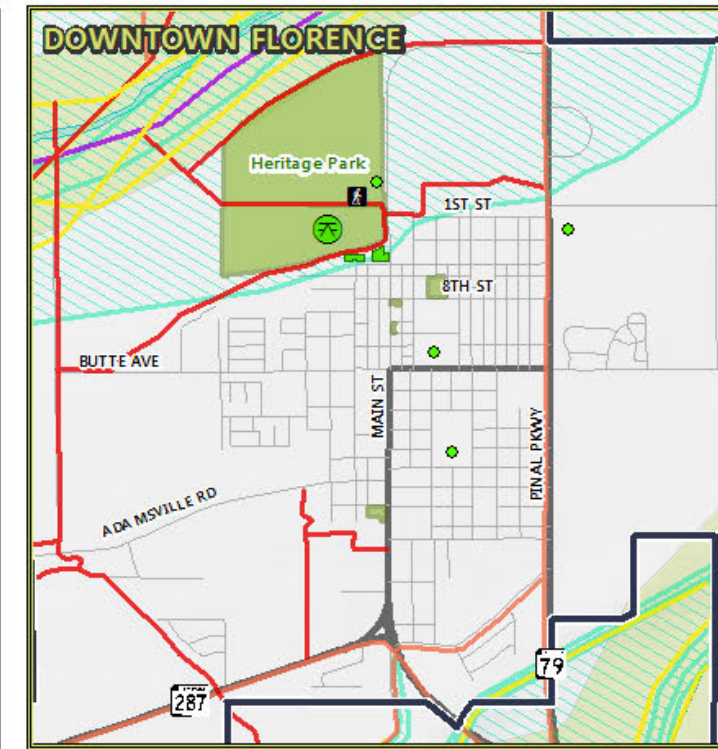 DOWNTOWN FLORENCE
Heritage Park
1ST ST
8TH ST
BUTTE AVE
MAIN ST
PINAL PKWY
ADAMSVILLE RD
79
287